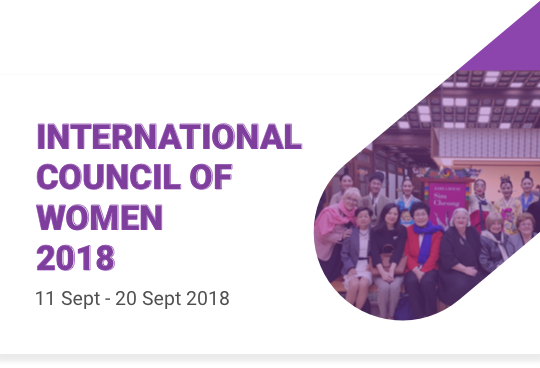 INTERNATIONAL
COUNCIL OF
WOMEN
2018
11 Sept - 20 Sept 2018